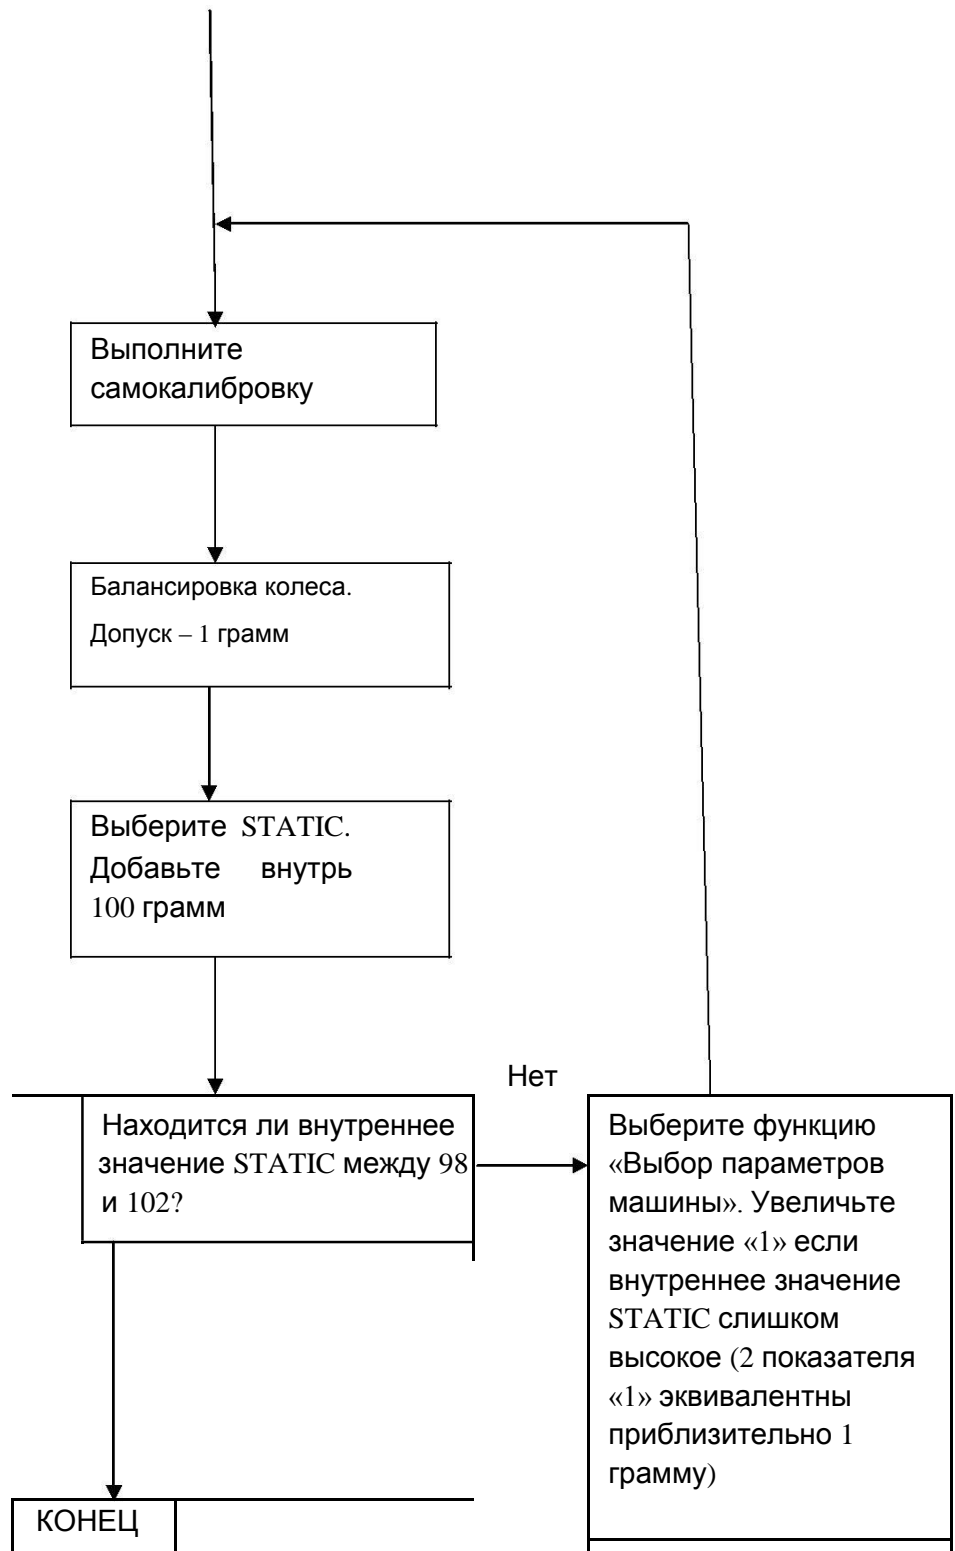 Выполните
самокалибровку
Балансировка колеса.
Допуск – 1 грамм
Выберите STATIC.
Добавьте внутрь
100 грамм
Находится ли внутреннее
значение STATIC между 98
и 102?
Нет
Выберите функцию
«Выбор параметров
машины». Увеличьте
значение «1» если
внутреннее значение
STATIC слишком
высокое (2 показателя
«1» эквивалентны
приблизительно 1
грамму)
КОНЕЦ